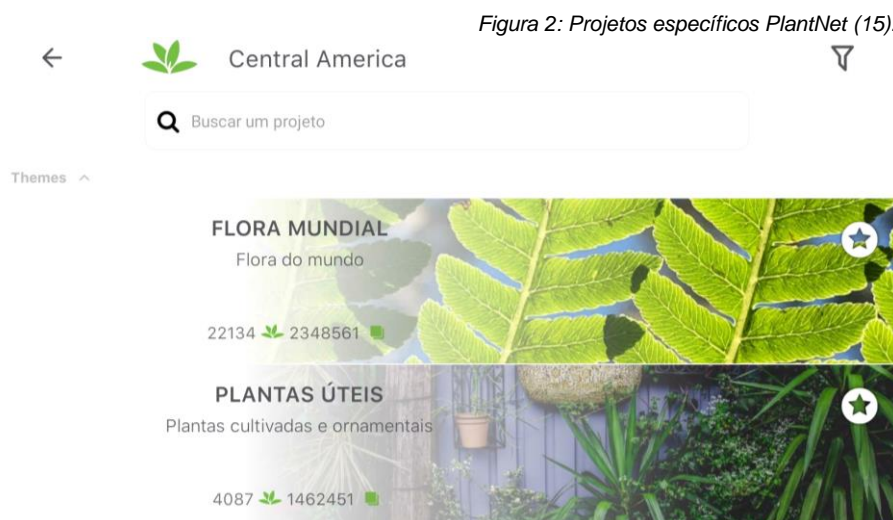 Figura 2: Projetos específicos PlantNet (15).
Central America
Buscar um projeto
Themes
FLORA MUNDIAL
Flora do mundo
22134 2348561
PLANTAS ÚTEIS
Plantas cultivadas e ornamentais
4087 1462451